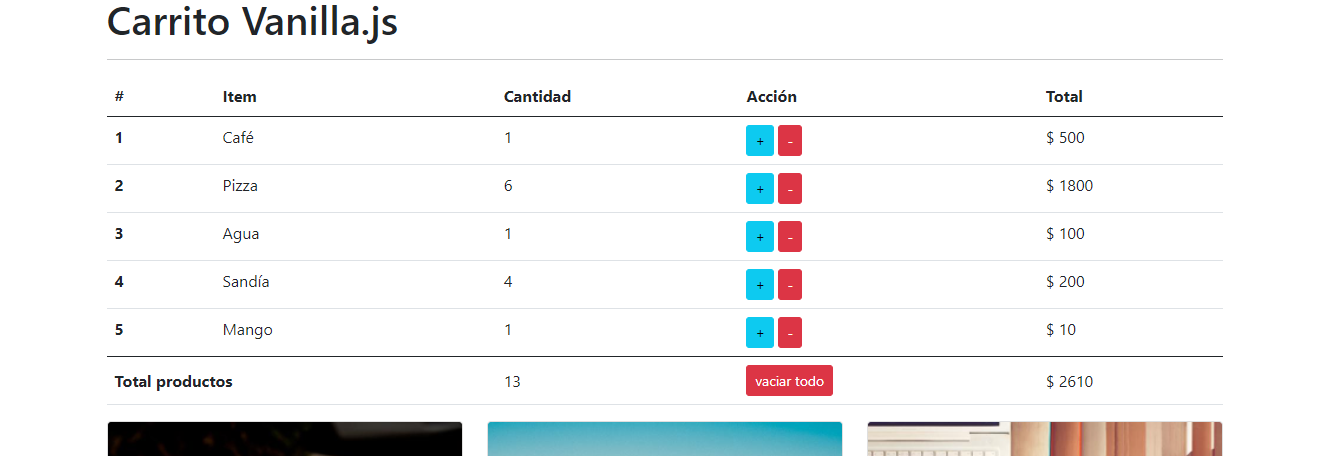 Carrito Vanilla.js
# Item Cantidad Acción Total
1 Café 1 + - $ 500
2 Pizza 6 + - $ 1800
3 Agua 1 + - $ 100
4 Sandía 4 + - $ 200
5 Mango 1 + - $ 10
Total productos 13 vaciar todo $ 2610